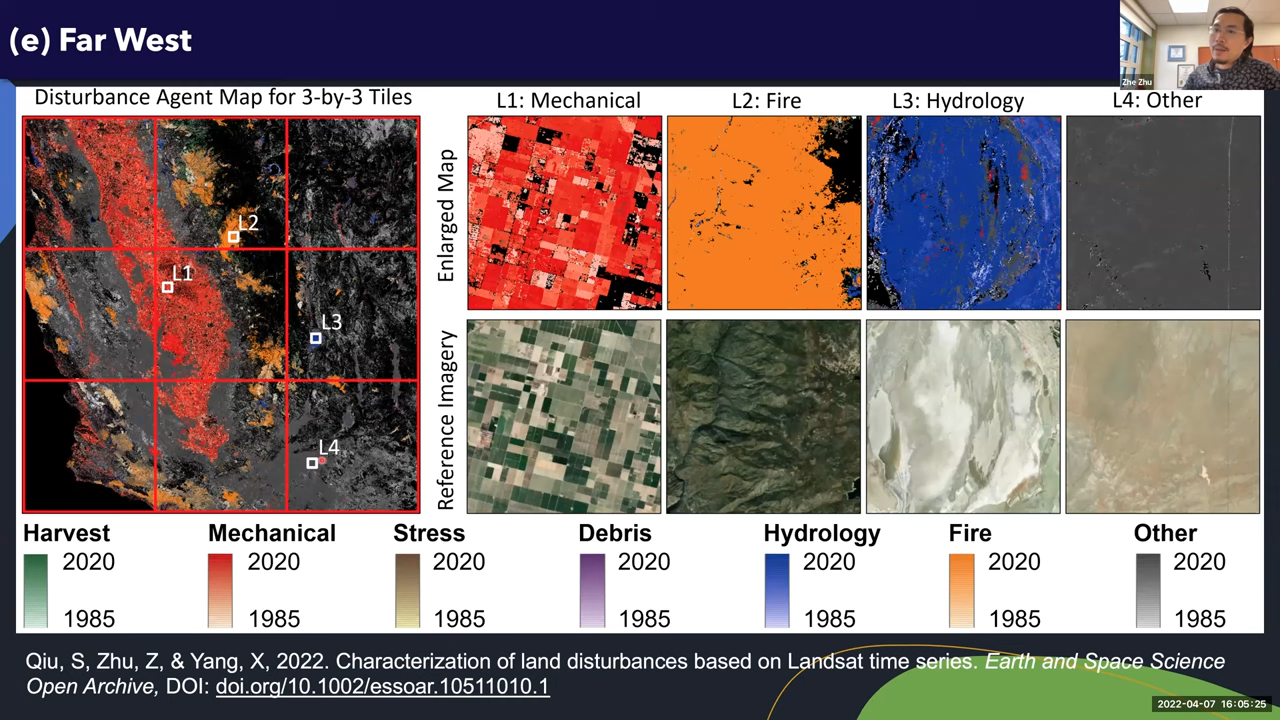 (e) Far West
Zhe Zhu
Disturbance Agent Map for 3-by-3 Tiles
L1: Mechanical
L2: Fire
L3: Hydrology
L4: Other
L1
L2
L3
L4
Enlarged Map
Reference Imagery
Harvest
2020
1985
Mechanical
2020
1985
Stress
2020
1985
Debris
2020
1985
Hydrology
2020
1985
Fire
2020
1985
Other
2020
1985
Qiu, S, Zhu, Z, & Yang, X, 2022. Characterization of land disturbances based on Landsat time series. Earth and Space Science
Open Archive, DOI: doi.org/10.1002/essoar.10511010.1
2022-04-07 16:05:25